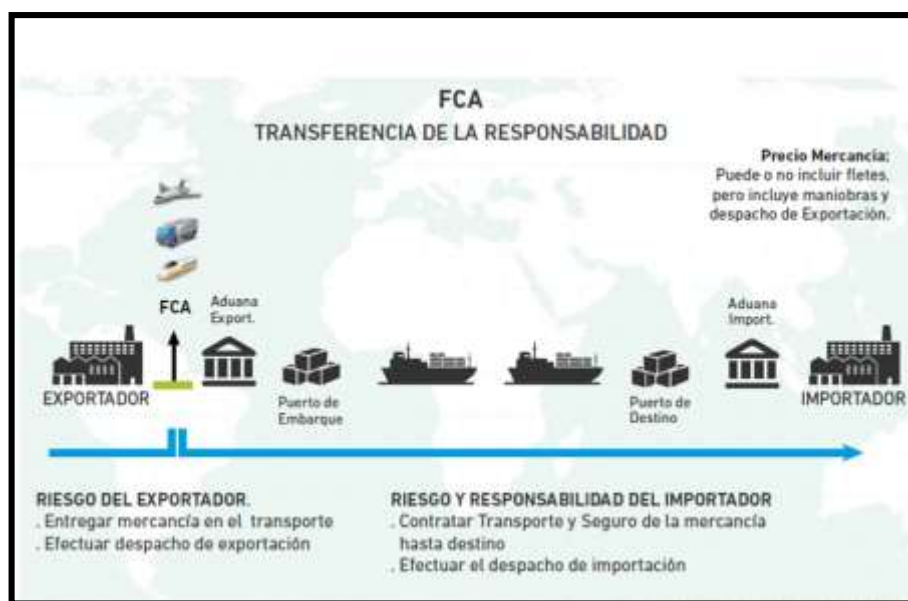 FCA
TRANSFERENCIA DE LA RESPONSABILIDAD
Precio Mercancía:
Puede o no incluir fletes,
pero incluye maniobras y
despacho de Exportación.
FCA
Aduana
Export.
Aduana
Import.
EXPORTADOR
Puerto de
Embarque
Puerto de
Destino
IMPORTADOR
RIESGO DEL EXPORTADOR.
. Entregar mercancía en el transporte
. Efectuar despacho de exportación
RIESGO Y RESPONSABILIDAD DEL IMPORTADOR
. Contratar Transporte y Seguro de la mercancía
hasta destino
. Efectuar el despacho de importación